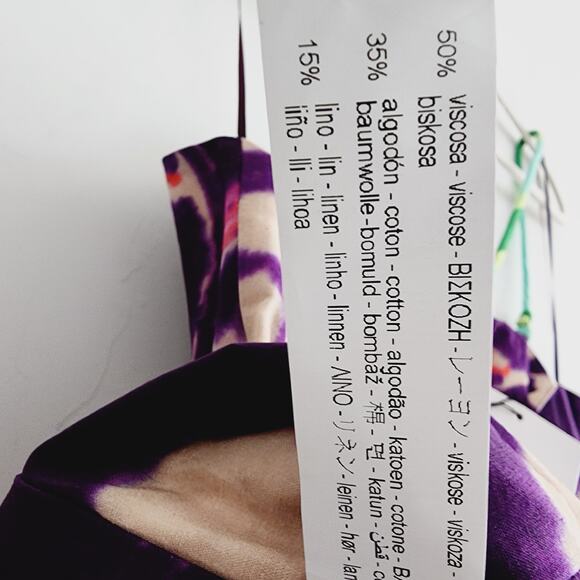 50% viscosa - viscose - ΒΙΣΚΟΖΗ - レーヨン - viskose - viskoza -
biskosa
35% algodón - coton - cotton - algodão - katoen - cotone -
baumwolle - bomuld - bombaž - 棉 - 면 - katun - قطن -
15% lino - lin - linen - linho - linnen - ΛΙΝΟ - リネン - leinen - hør -
liño - lli - lihoa